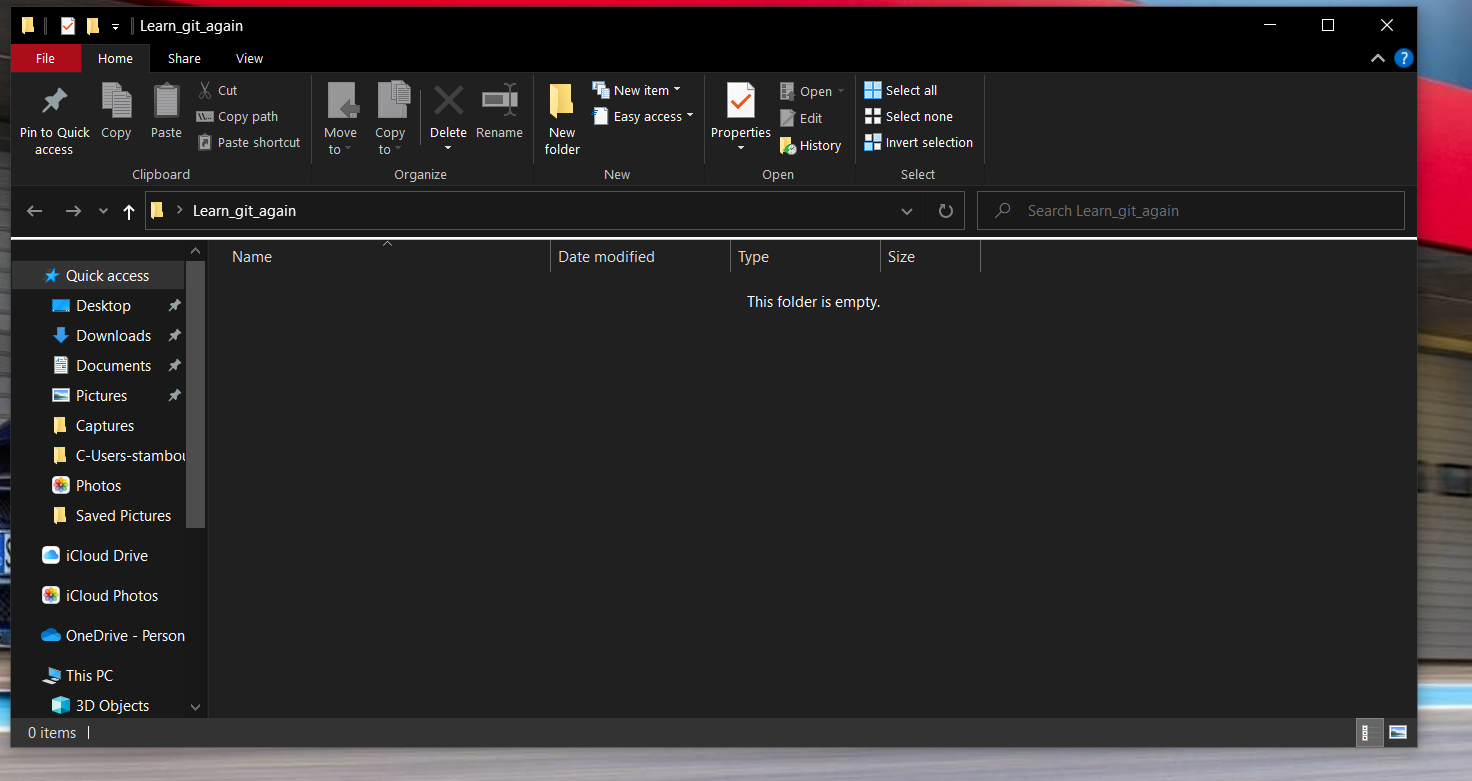 Learn_git_again
File Home Share View
?
Pin to Quick access
Copy
Paste
Cut
Copy path
Paste shortcut
Clipboard
Move to
Copy to
Delete
Rename
Organize
New folder
New item
Easy access
New
Properties
Open
Edit
History
Open
Select all
Select none
Invert selection
Select
Learn_git_again
Search Learn_git_again
Name Date modified Type Size
This folder is empty.
Quick access
Desktop
Downloads
Documents
Pictures
Captures
C-Users-stambou
Photos
Saved Pictures
iCloud Drive
iCloud Photos
OneDrive - Person
This PC
3D Objects
0 items